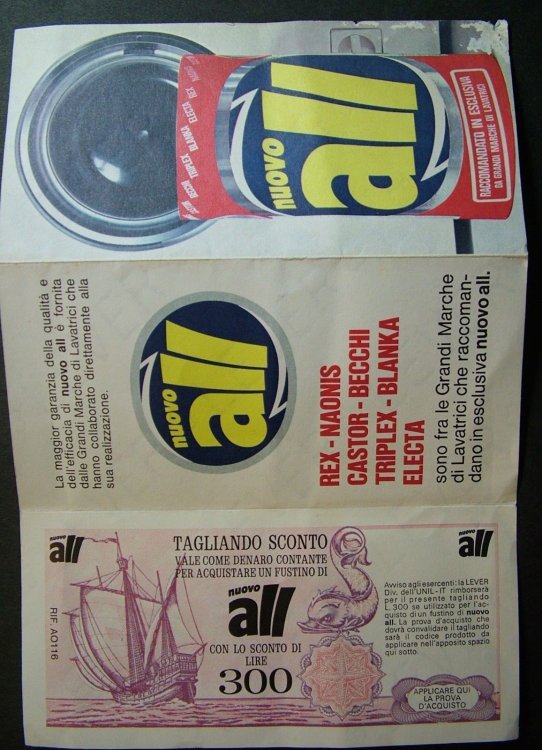 nuovo
all
RACCOMANDATO IN ESCLUSIVA
DA GRANDI MARCHE DI LAVATRICI
BECCHI TRIPLEX BLANKA ELECTA REX
La maggior garanzia della qualità e
dell'efficacia di nuovo all è fornita
dalle Grandi Marche di Lavatrici che
hanno collaborato direttamente alla
sua realizzazione.
nuovo
all
REX - NAONIS
CASTOR - BECCHI
TRIPLEX - BLANKA
ELECTA
sono fra le Grandi Marche
di Lavatrici che raccoman-
dano in esclusiva nuovo all.
nuovo
all
TAGLIANDO SCONTO
VALE COME DENARO CONTANTE
PER ACQUISTARE UN FUSTINO DI
nuovo
all
CON LO SCONTO DI
LIRE
300
RIF. AO116
nuovo
all
Avviso agli esercenti: la LEVER
Div. dell'UNIL-IT rimborserà
per il presente tagliando
L. 300 se utilizzato per l'ac-
quisto di un fustino di nuovo
all. La prova d'acquisto che
dovrà convalidare il tagliando
sarà il codice prodotto da
applicare nell'apposito spazio
qui sotto.
APPLICARE QUI
LA PROVA
D'ACQUISTO